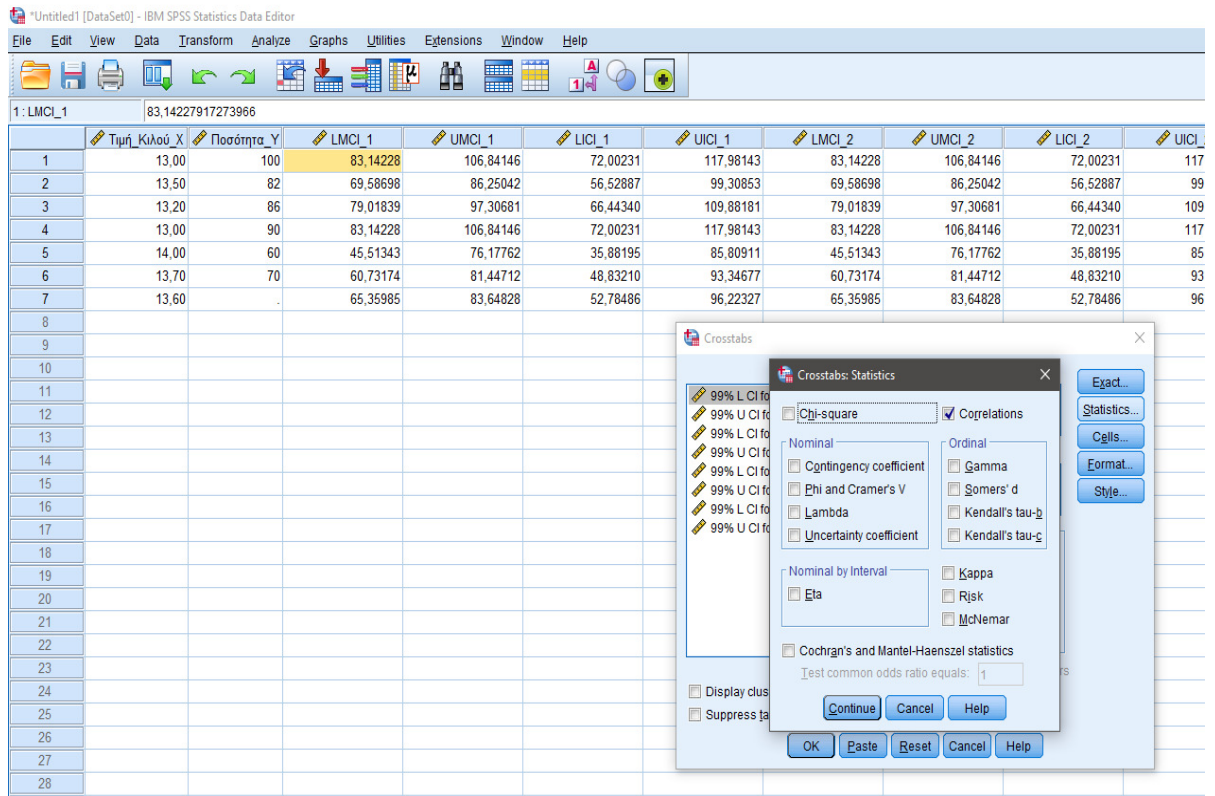 *Untitled1 [DataSet0] - IBM SPSS Statistics Data Editor
File Edit View Data Transform Analyze Graphs Utilities Extensions Window Help
1 : LMCI_1 83,14227917273966
Τιμή_Κιλού_X Ποσότητα_Y LMCI_1 UMCI_1 LICI_1 UICI_1 LMCI_2 UMCI_2 LICI_2 UICI_
1 13,00 100 83,14228 106,84146 72,00231 117,98143 83,14228 106,84146 72,00231 117
2 13,50 82 69,58698 86,25042 56,52887 99,30853 69,58698 86,25042 56,52887 99
3 13,20 86 79,01839 97,30681 66,44340 109,88181 79,01839 97,30681 66,44340 109
4 13,00 90 83,14228 106,84146 72,00231 117,98143 83,14228 106,84146 72,00231 117
5 14,00 60 45,51343 76,17762 35,88195 85,80911 45,51343 76,17762 35,88195 85
6 13,70 70 60,73174 81,44712 48,83210 93,34677 60,73174 81,44712 48,83210 93
7 13,60 . 65,35985 83,64828 52,78486 96,22327 65,35985 83,64828 52,78486 96
8
9
10
11
12
13
14
15
16
17
18
19
20
21
22
23
24
25
26
27
28
Crosstabs
99% L CI fo
99% U CI fo
99% L CI fo
99% U CI fo
99% L CI fo
99% U CI fo
99% L CI fo
99% U CI fo
Exact...
Statistics...
Cells...
Format...
Style...
Display clus
Suppress ta
rs
OK Paste Reset Cancel Help
Crosstabs: Statistics
Chi-square Correlations
Nominal Ordinal
Contingency coefficient Gamma
Phi and Cramer's V Somers' d
Lambda Kendall's tau-b
Uncertainty coefficient Kendall's tau-c
Nominal by Interval Kappa
Eta Risk
McNemar
Cochran's and Mantel-Haenszel statistics
Test common odds ratio equals: 1
Continue Cancel Help